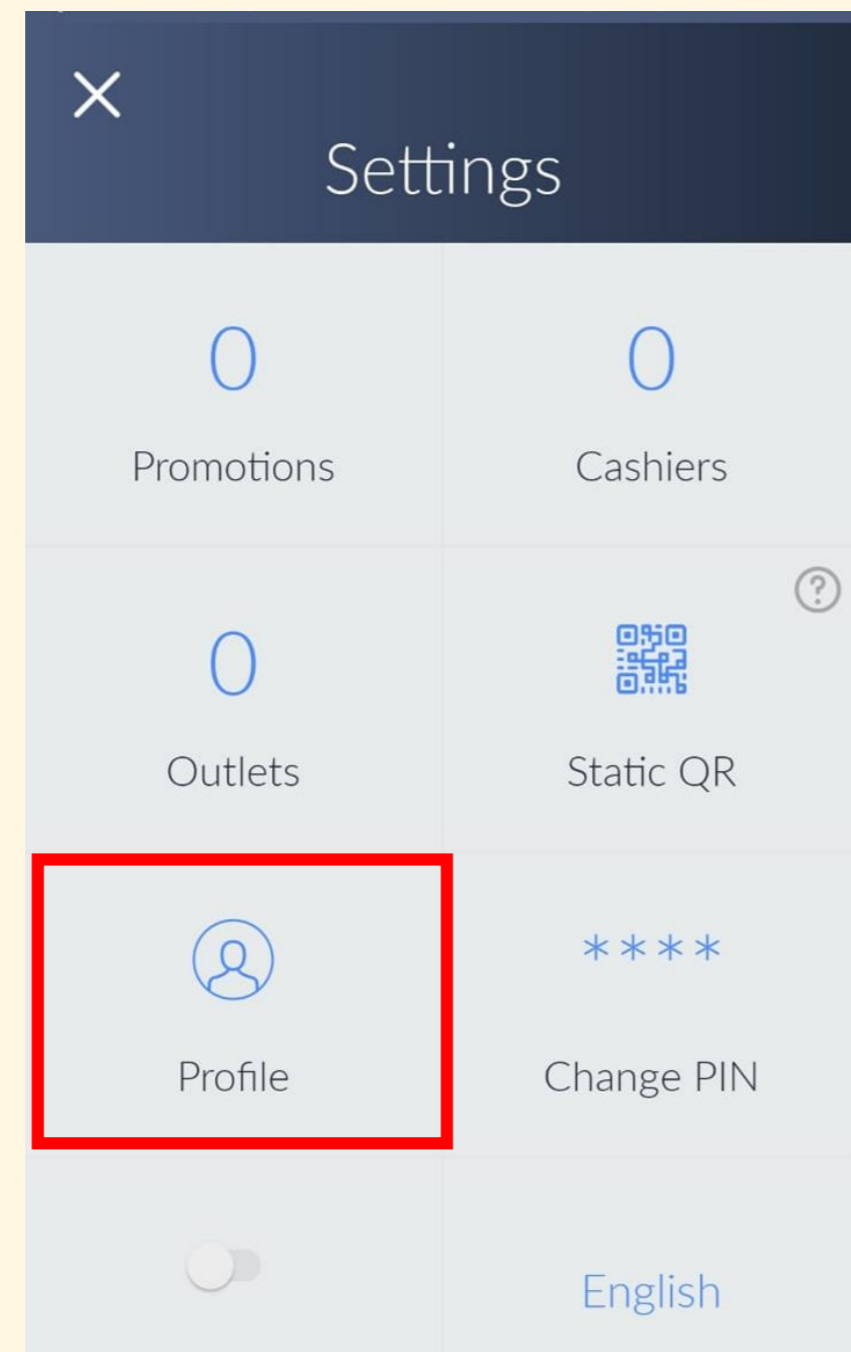 Settings
0
0
Promotions
Cashiers
?
0
Outlets
Static QR
****
Profile
Change PIN
English